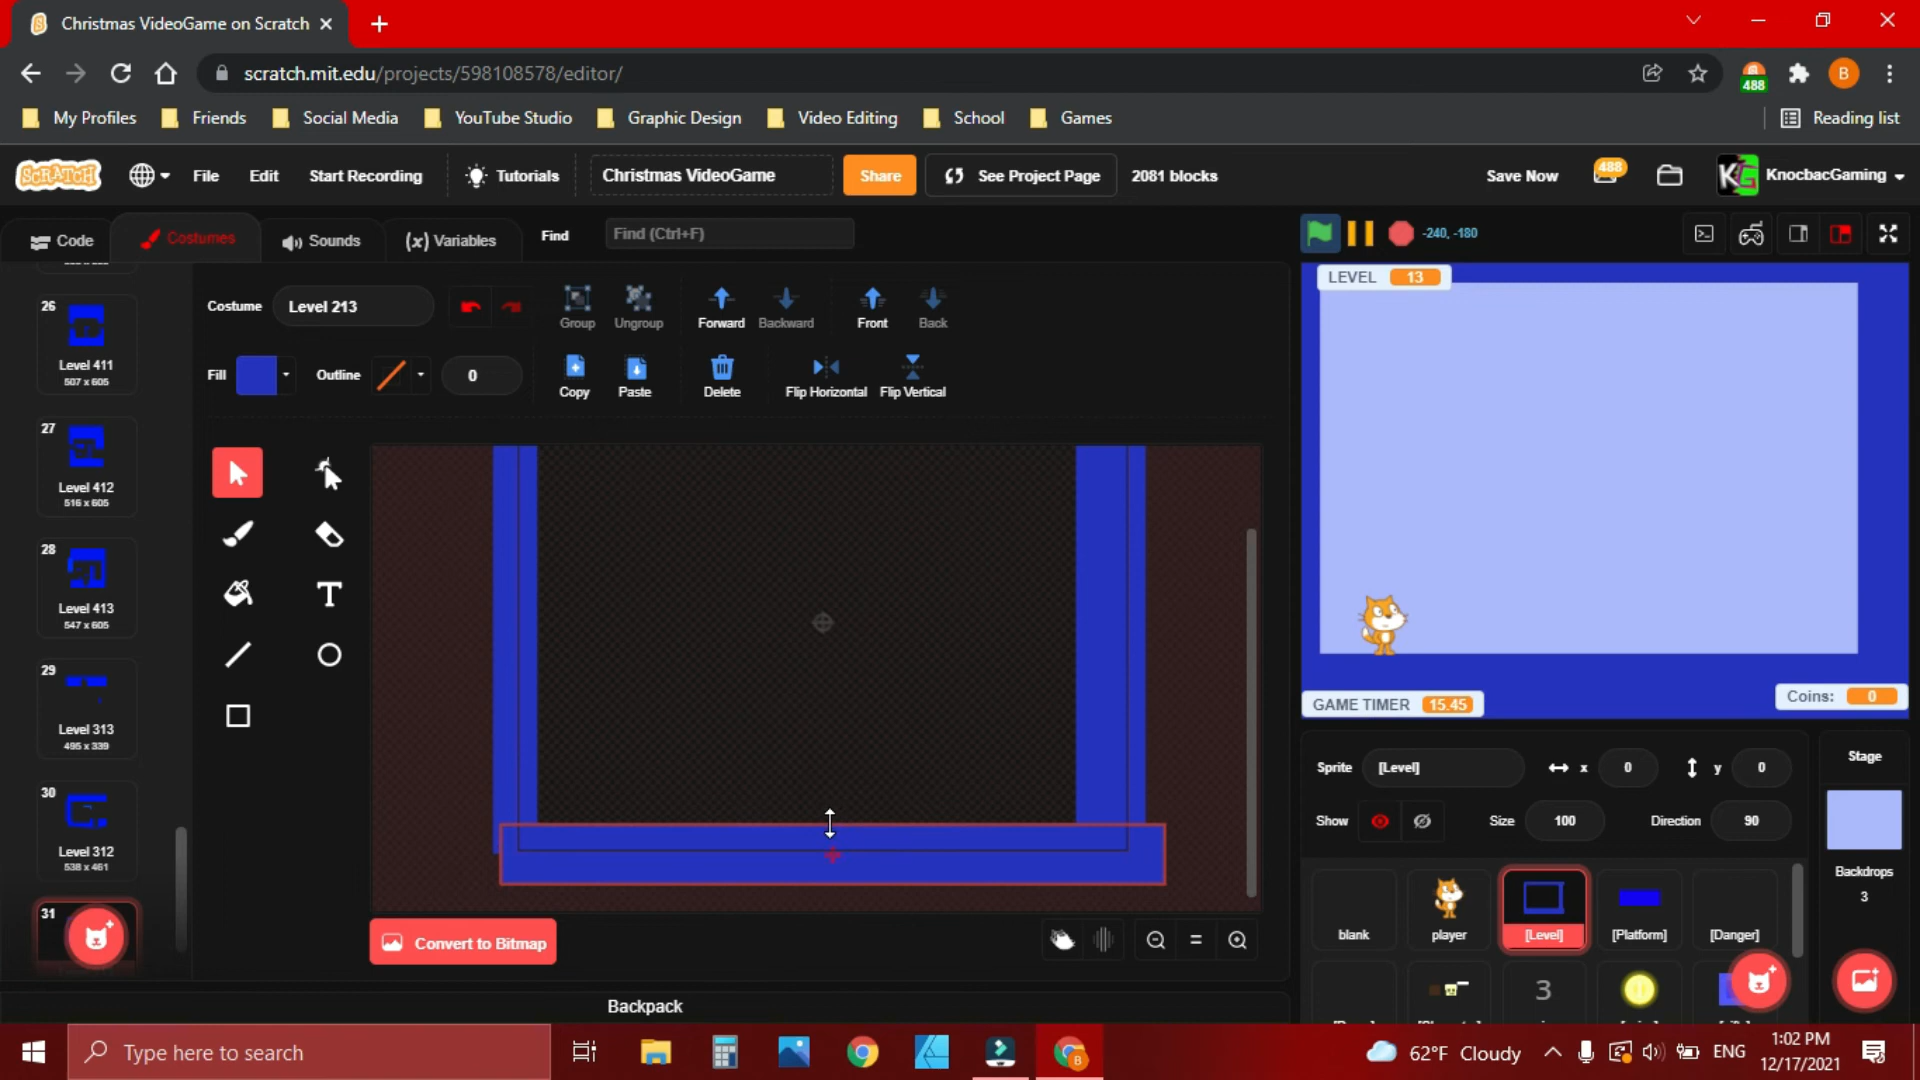 Christmas VideoGame on Scratch
scratch.mit.edu/projects/598108578/editor/
488
B
My Profiles
Friends
Social Media
YouTube Studio
Graphic Design
Video Editing
School
Games
Reading list
SCRATCH
File
Edit
Start Recording
Tutorials
Christmas VideoGame
Share
See Project Page
2081 blocks
Save Now
488
KG
KnocbacGaming
Code
Costumes
Sounds
(x) Variables
Find
Find (Ctrl+F)
-240, -180
Costume
Level 213
Group
Ungroup
Forward
Backward
Front
Back
Fill
Outline
0
Copy
Paste
Delete
Flip Horizontal
Flip Vertical
26
Level 411
507 x 605
27
Level 412
516 x 605
28
Level 413
547 x 605
29
Level 313
495 x 339
30
Level 312
538 x 461
31
T
Convert to Bitmap
Backpack
LEVEL 13
GAME TIMER 15.45
Coins: 0
Sprite
[Level]
x
0
y
0
Show
Size
100
Direction
90
Stage
Backdrops
3
blank
player
[Level]
[Platform]
[Danger]
3
Type here to search
B
62°F Cloudy
ENG
1:02 PM
12/17/2021